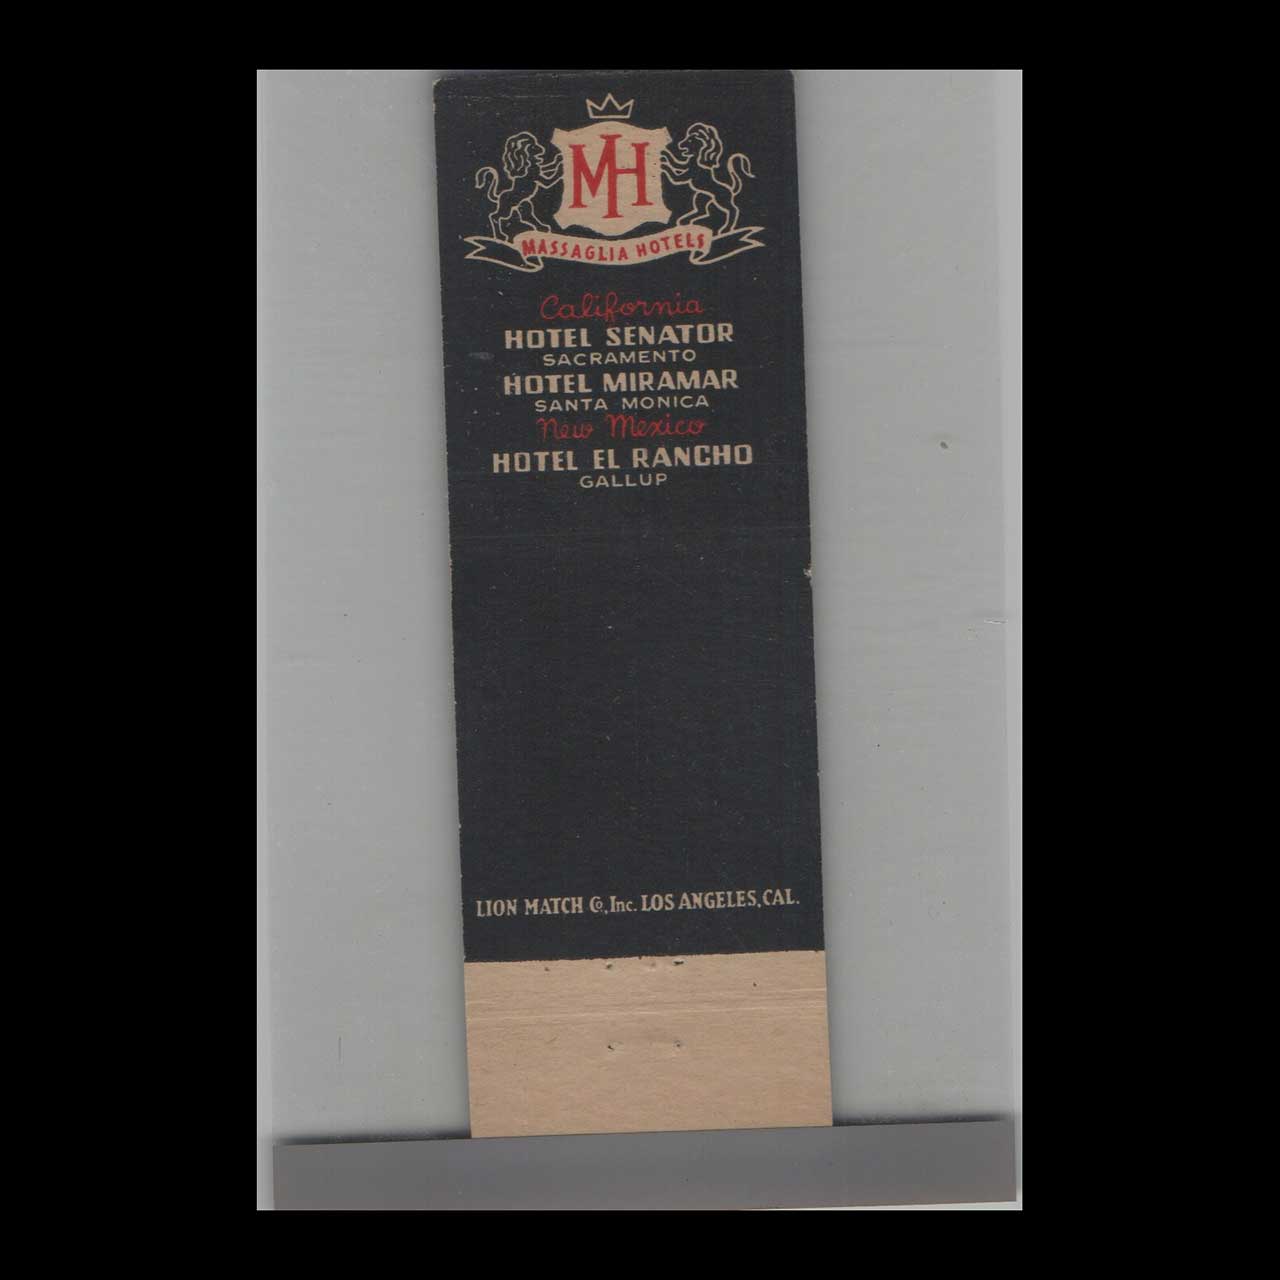 MH
MASSAGLIA HOTELS
California
HOTEL SENATOR
SACRAMENTO
HOTEL MIRAMAR
SANTA MONICA
New Mexico
HOTEL EL RANCHO
GALLUP
LION MATCH Co., Inc. LOS ANGELES, CAL.